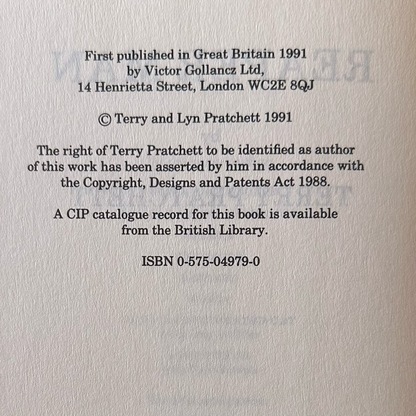 First published in Great Britain 1991
by Victor Gollancz Ltd,
14 Henrietta Street, London WC2E 8QJ
© Terry and Lyn Pratchett 1991
The right of Terry Pratchett to be identified as author
of this work has been asserted by him in accordance with
the Copyright, Designs and Patents Act 1988.
A CIP catalogue record for this book is available
from the British Library.
ISBN 0-575-04979-0